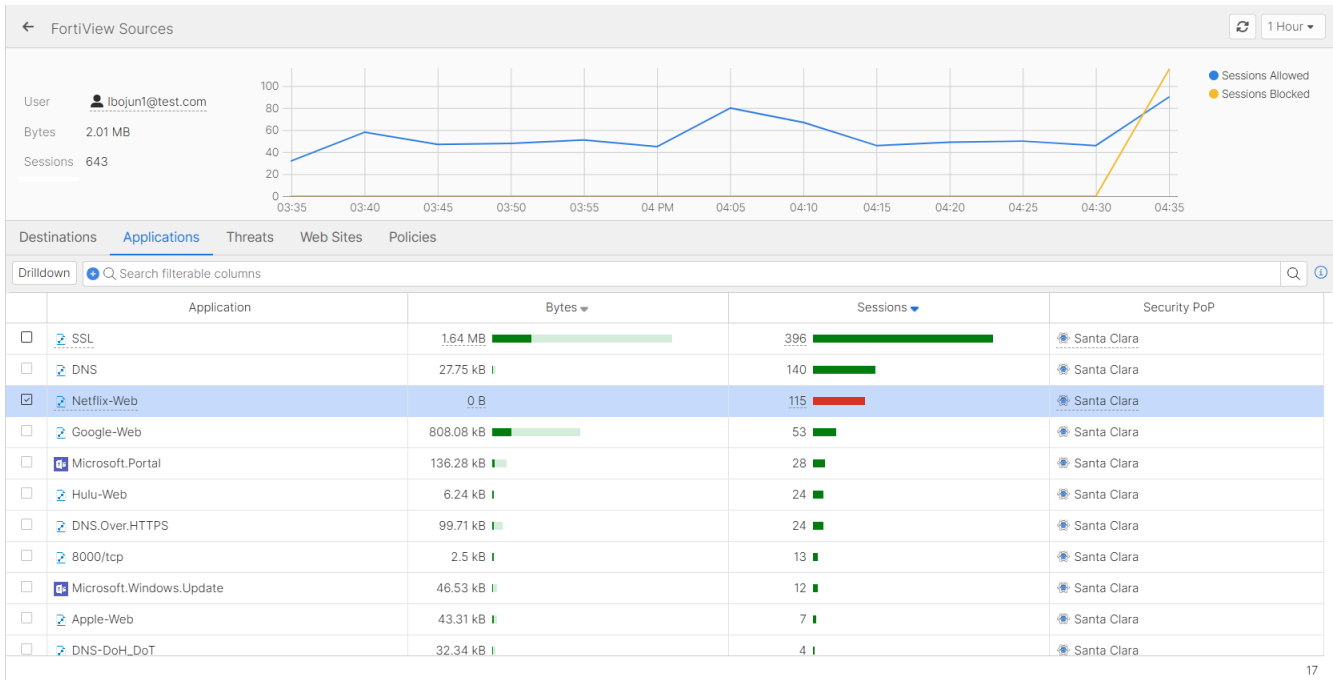 FortiView Sources
1 Hour
User lbojun1@test.com
Bytes 2.01 MB
Sessions 643
100
80
60
40
20
0
03:35 03:40 03:45 03:50 03:55 04 PM 04:05 04:10 04:15 04:20 04:25 04:30 04:35
Sessions Allowed
Sessions Blocked
Destinations Applications Threats Web Sites Policies
Drilldown Search filterable columns
Application Bytes Sessions Security PoP
SSL 1.64 MB 396 Santa Clara
DNS 27.75 kB 140 Santa Clara
Netflix-Web 0 B 115 Santa Clara
Google-Web 808.08 kB 53 Santa Clara
Microsoft.Portal 136.28 kB 28 Santa Clara
Hulu-Web 6.24 kB 24 Santa Clara
DNS.Over.HTTPS 99.71 kB 24 Santa Clara
8000/tcp 2.5 kB 13 Santa Clara
Microsoft.Windows.Update 46.53 kB 12 Santa Clara
Apple-Web 43.31 kB 7 Santa Clara
DNS-DoH_DoT 32.34 kB 4 Santa Clara
17